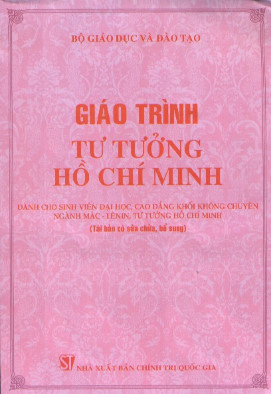 BỘ GIÁO DỤC VÀ ĐÀO TẠO
GIÁO TRÌNH
TƯ TƯỞNG
HỒ CHÍ MINH
DÀNH CHO SINH VIÊN ĐẠI HỌC, CAO ĐẲNG KHỐI KHÔNG CHUYÊN
NGÀNH MÁC - LÊNIN, TƯ TƯỞNG HỒ CHÍ MINH
(Tái bản có sửa chữa, bổ sung)
ST NHÀ XUẤT BẢN CHÍNH TRỊ QUỐC GIA